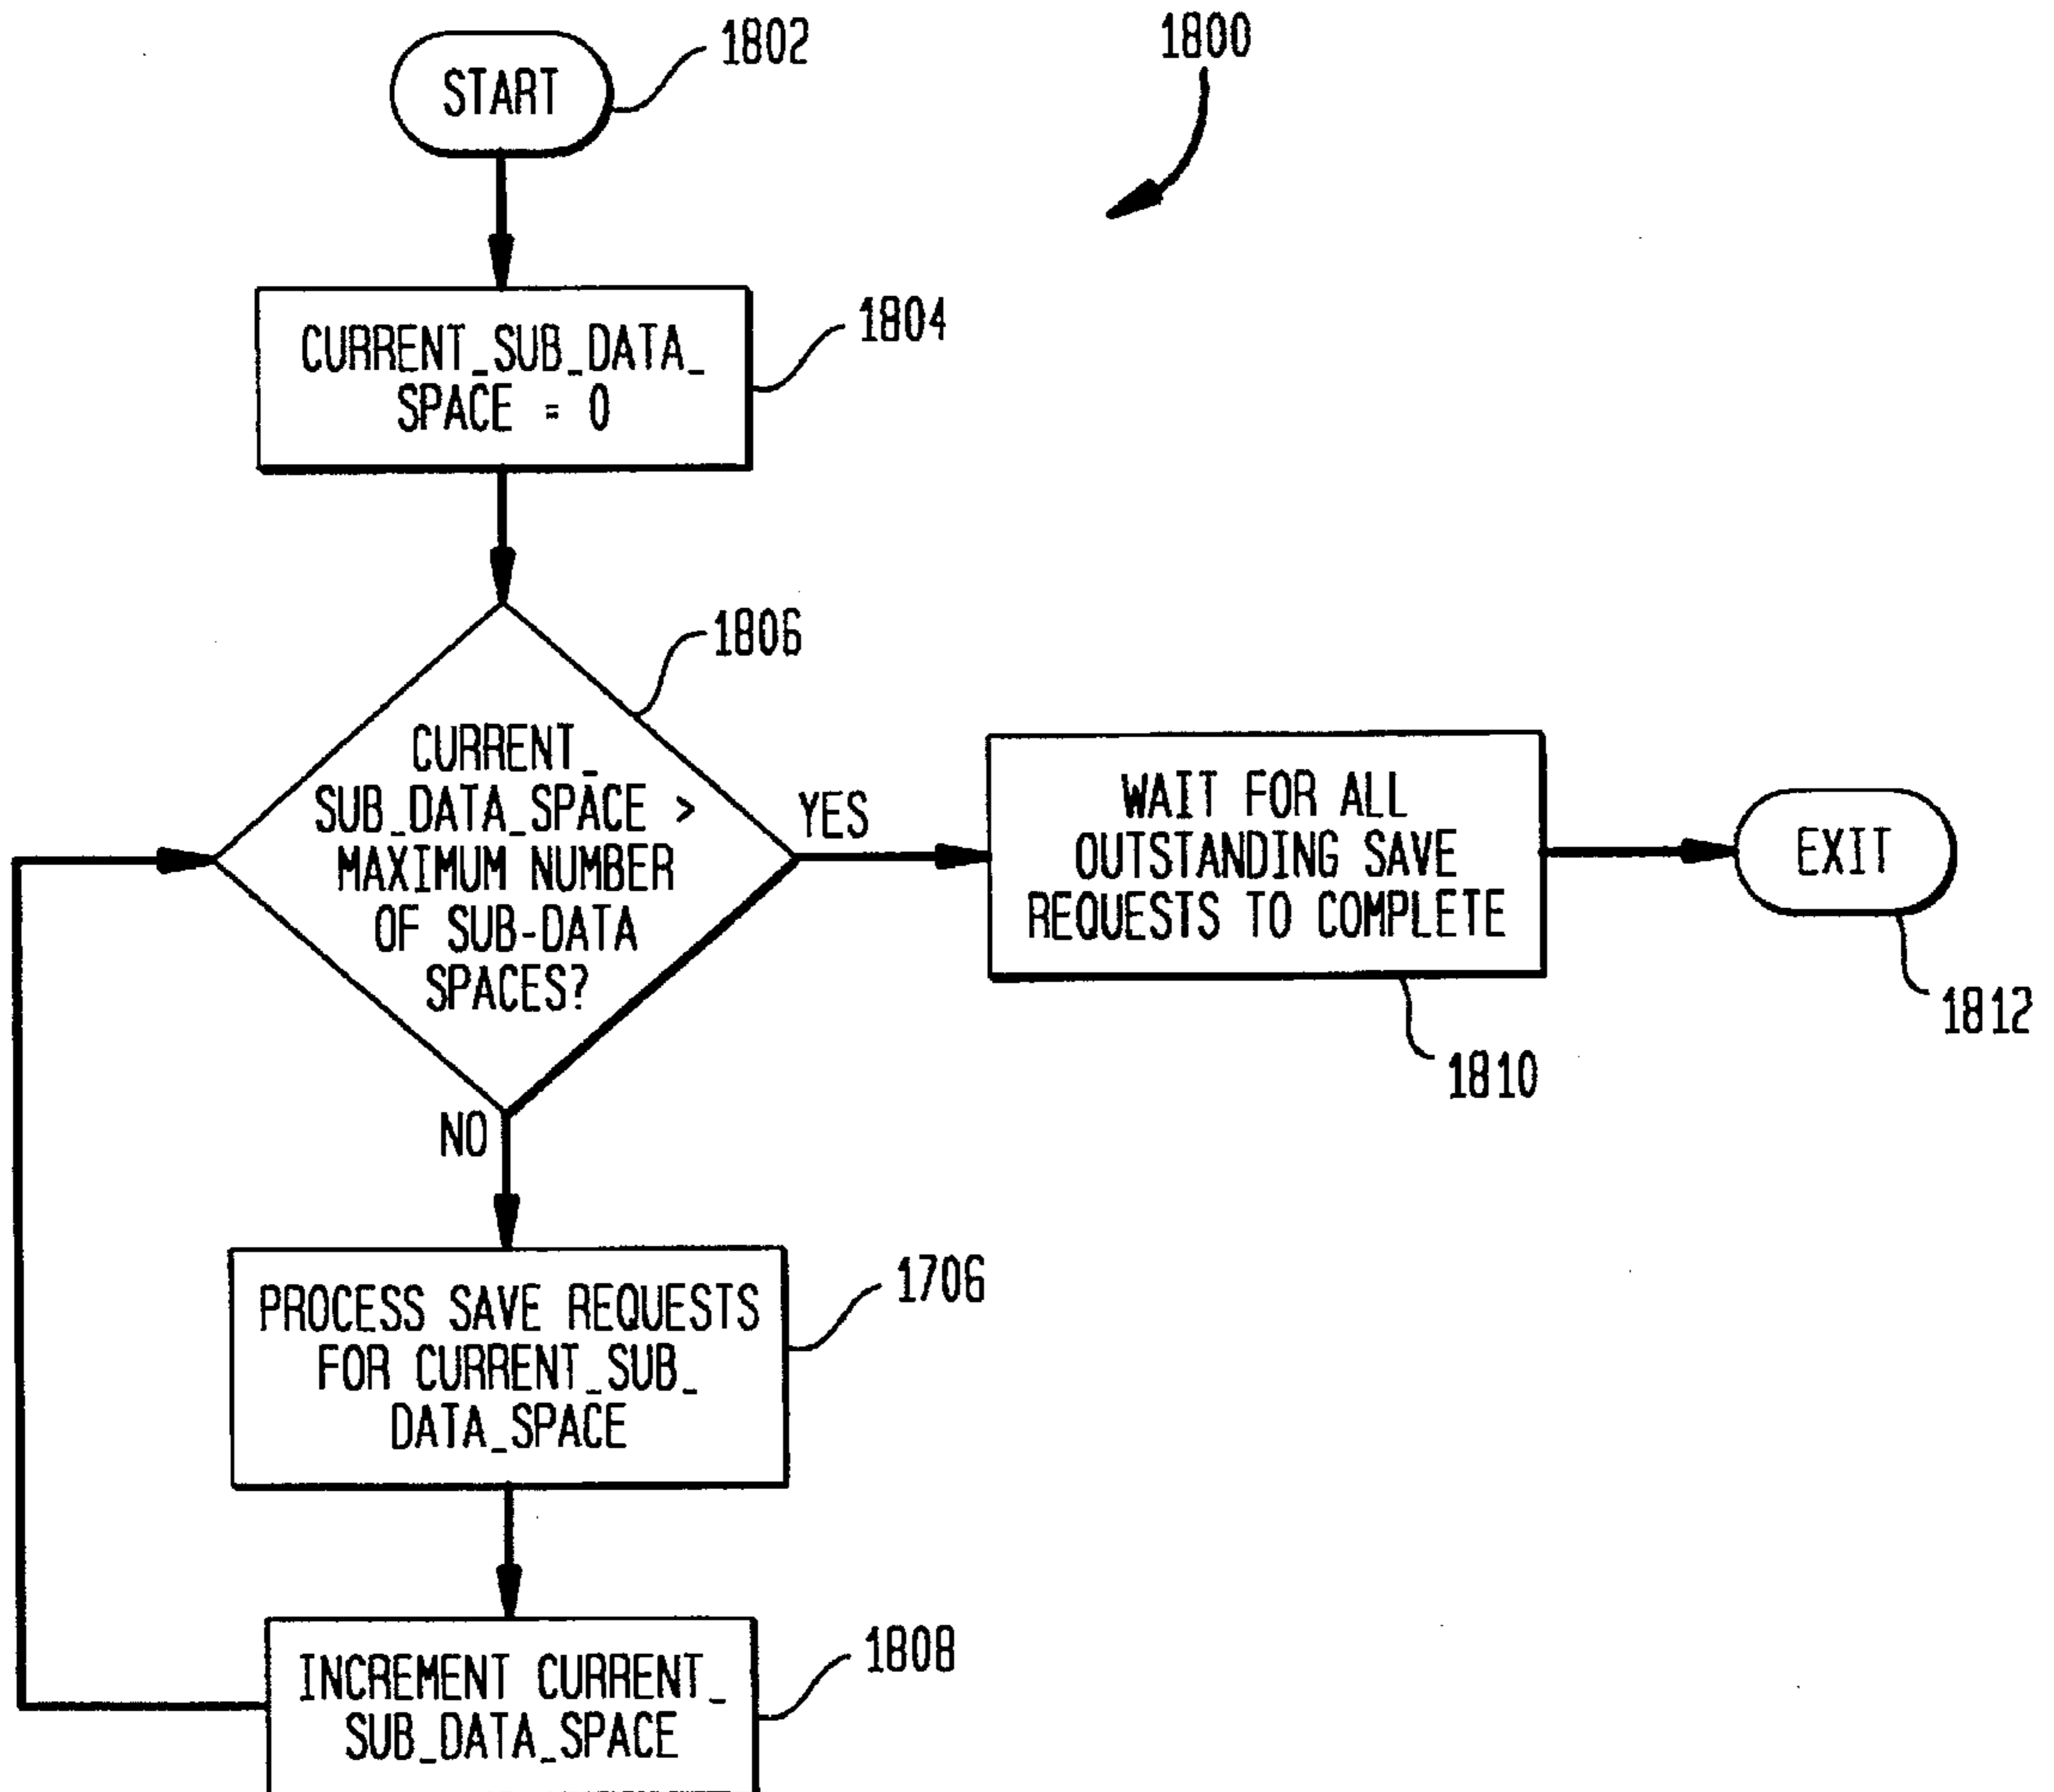 1802
1800
START
1804
CURRENT_SUB_DATA_
SPACE = 0
1806
CURRENT_
SUB_DATA_SPACE >
MAXIMUM NUMBER
OF SUB-DATA
SPACES?
YES
WAIT FOR ALL
OUTSTANDING SAVE
REQUESTS TO COMPLETE
1810
EXIT
1812
NO
1706
PROCESS SAVE REQUESTS
FOR CURRENT_SUB_
DATA_SPACE
1808
INCREMENT CURRENT_
SUB_DATA_SPACE